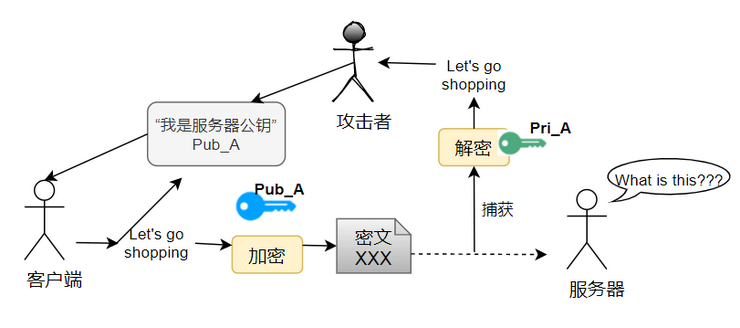 Let's go
shopping
攻击者
“我是服务器公钥”
Pub_A
Pri_A
解密
What is this???
Pub_A
捕获
Let's go
shopping
加密
密文
XXX
客户端
服务器